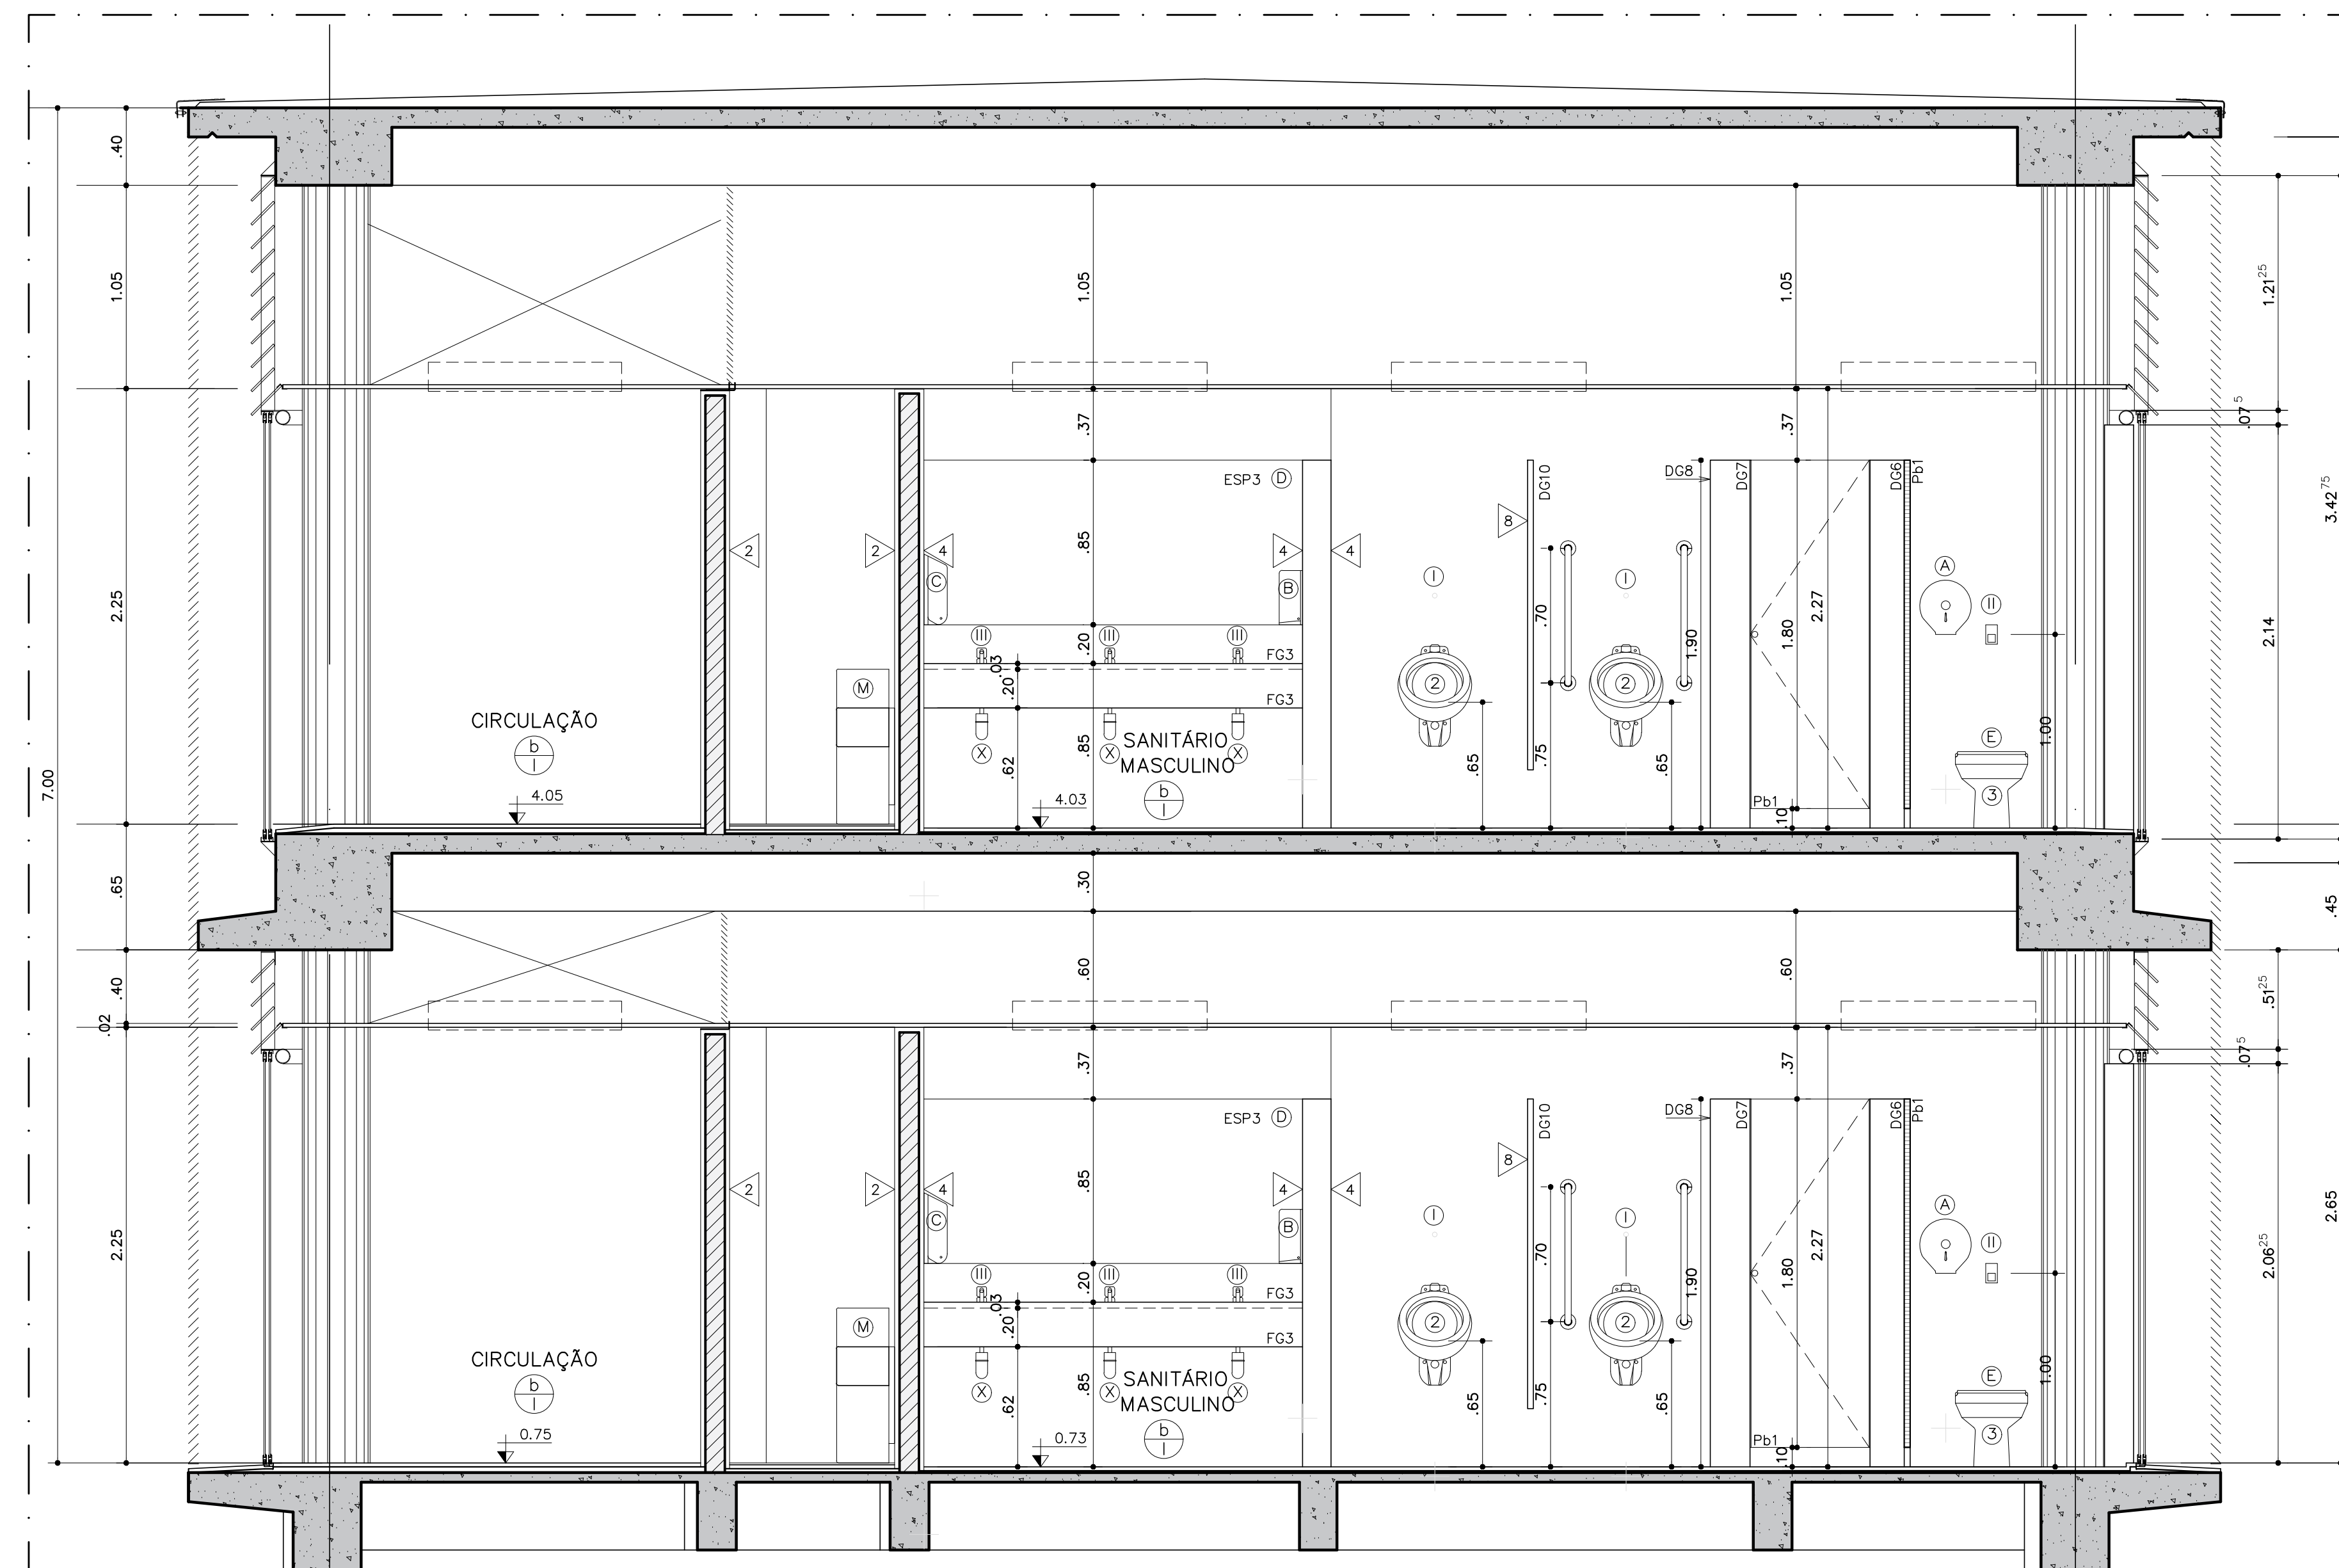 .40
1.05
1.05
1.05
1.21²⁵
.37
.37
.07⁵
ESP3 D
DG8
DG7
DG6
Pb1
DG10
8
3.42⁷⁵
2
2
4
.85
4
4
C
B
I
I
A
II
2.25
.70
1.80
2.27
2.14
III
III
III
.20
FG3
1.90
.03
.20
M
FG3
2
2
CIRCULAÇÃO
b
I
X
X
X
SANITÁRIO
MASCULINO
b
I
.62
.85
.65
.75
.65
1.00
E
3
7.00
4.05
4.03
Pb1
.10
.65
.30
.45
.40
.60
.60
.51²⁵
.02
.37
.37
.07⁵
ESP3 D
DG8
DG7
DG6
Pb1
DG10
8
2
2
4
.85
4
4
C
B
I
I
A
II
2.65
2.25
.70
1.80
2.27
2.06²⁵
III
III
III
.20
FG3
1.90
.03
.20
M
FG3
2
2
CIRCULAÇÃO
b
I
X
X
X
SANITÁRIO
MASCULINO
b
I
.62
.85
.65
.75
.65
1.00
E
3
0.75
0.73
Pb1
.10